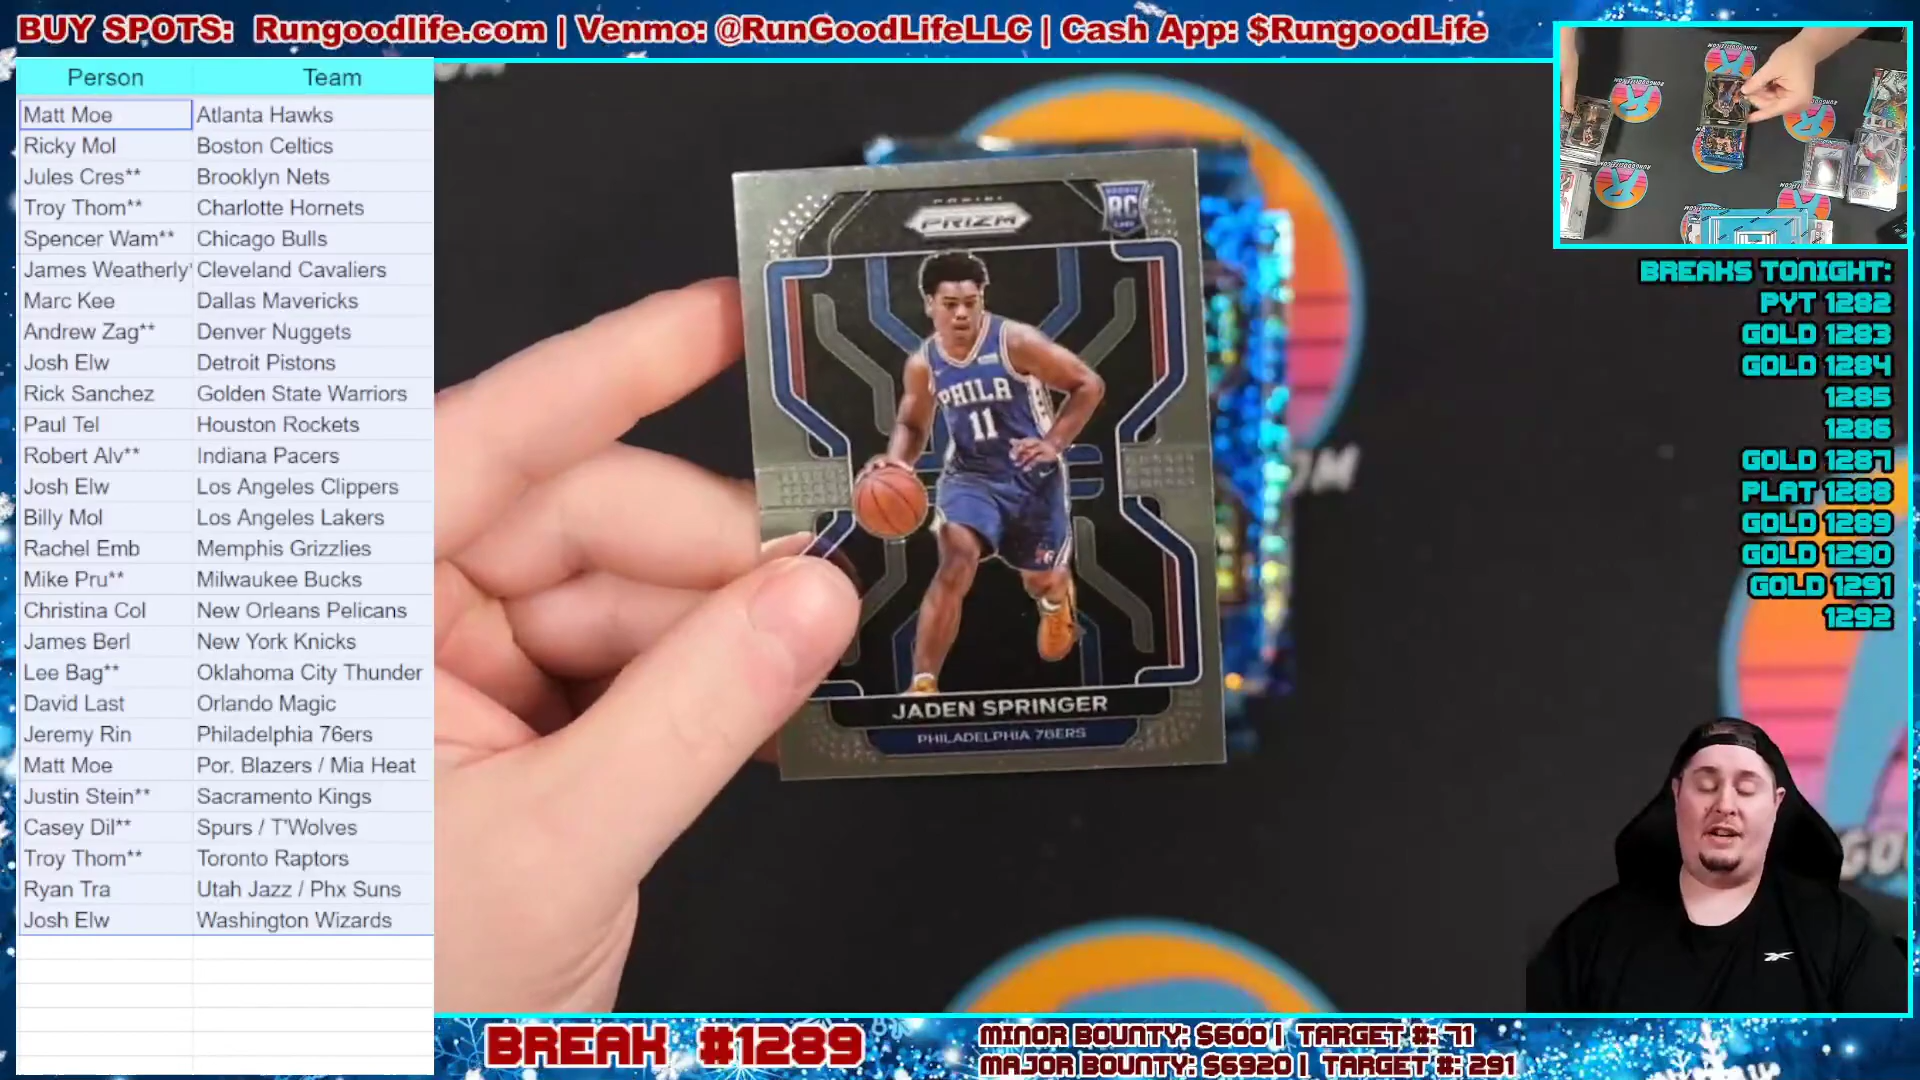 BUY SPOTS: Rungoodlife.com | Venmo: @RunGoodLifeLLC | Cash App: $RungoodLife
Person Team
Matt Moe Atlanta Hawks
Ricky Mol Boston Celtics
Jules Cres** Brooklyn Nets
Troy Thom** Charlotte Hornets
Spencer Wam** Chicago Bulls
James Weatherly Cleveland Cavaliers
Marc Kee Dallas Mavericks
Andrew Zag** Denver Nuggets
Josh Elw Detroit Pistons
Rick Sanchez Golden State Warriors
Paul Tel Houston Rockets
Robert Alv** Indiana Pacers
Josh Elw Los Angeles Clippers
Billy Mol Los Angeles Lakers
Rachel Emb Memphis Grizzlies
Mike Pru** Milwaukee Bucks
Christina Col New Orleans Pelicans
James Berl New York Knicks
Lee Bag** Oklahoma City Thunder
David Last Orlando Magic
Jeremy Rin Philadelphia 76ers
Matt Moe Por. Blazers / Mia Heat
Justin Stein** Sacramento Kings
Casey Dil** Spurs / T'Wolves
Troy Thom** Toronto Raptors
Ryan Tra Utah Jazz / Phx Suns
Josh Elw Washington Wizards
PANINI
PRIZM
ROOKIE
RC
PHILA
11
JADEN SPRINGER
PHILADELPHIA 76ERS
BREAKS TONIGHT:
PYT 1282
GOLD 1283
GOLD 1284
1285
1286
GOLD 1287
PLAT 1288
GOLD 1289
GOLD 1290
GOLD 1291
1292
BREAK #1289
MINOR BOUNTY: $600 | TARGET #: 71
MAJOR BOUNTY: $6920 | TARGET #: 291